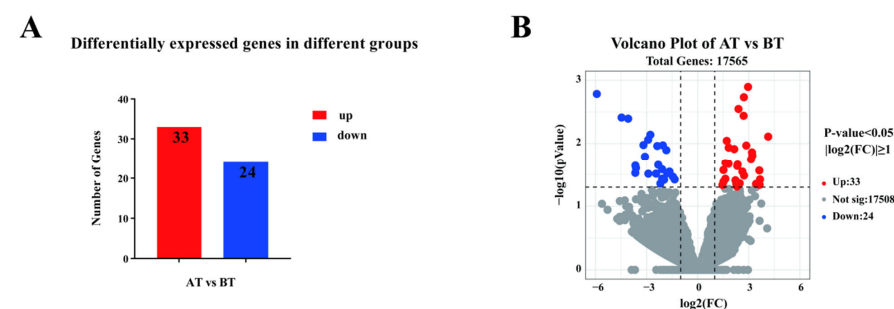 A
Differentially expressed genes in different groups
Number of Genes
40
30
20
10
0
33
24
AT vs BT
up
down
B
Volcano Plot of AT vs BT
Total Genes: 17565
−log10(pValue)
3
2
1
0
−6
−3
0
3
6
log2(FC)
P-value<0.05
|log2(FC)|≥1
Up:33
Not sig:17508
Down:24